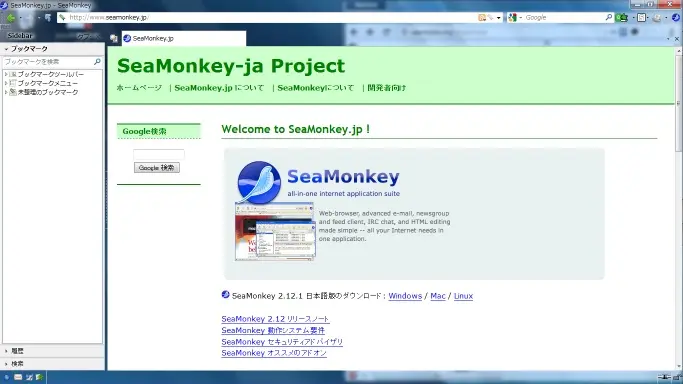 SeaMonkey.jp - SeaMonkey
http://www.seamonkey.jp/
Google
Sidebar
SeaMonkey.jp
ブックマーク
ブックマークを検索
ブックマークツールバー
ブックマークメニュー
未整理のブックマーク
SeaMonkey-ja Project
ホームページ | SeaMonkey.jp について | SeaMonkeyについて | 開発者向け
Google検索
Google 検索
Welcome to SeaMonkey.jp !
SeaMonkey
all-in-one internet application suite
Web-browser, advanced e-mail, newsgroup
and feed client, IRC chat, and HTML editing
made simple -- all your Internet needs in
one application.
SeaMonkey 2.12.1 日本語版のダウンロード: Windows / Mac / Linux
SeaMonkey 2.12 リリースノート
SeaMonkey 動作システム要件
SeaMonkey セキュリティアドバイザリ
SeaMonkey オススメのアドオン
履歴
検索